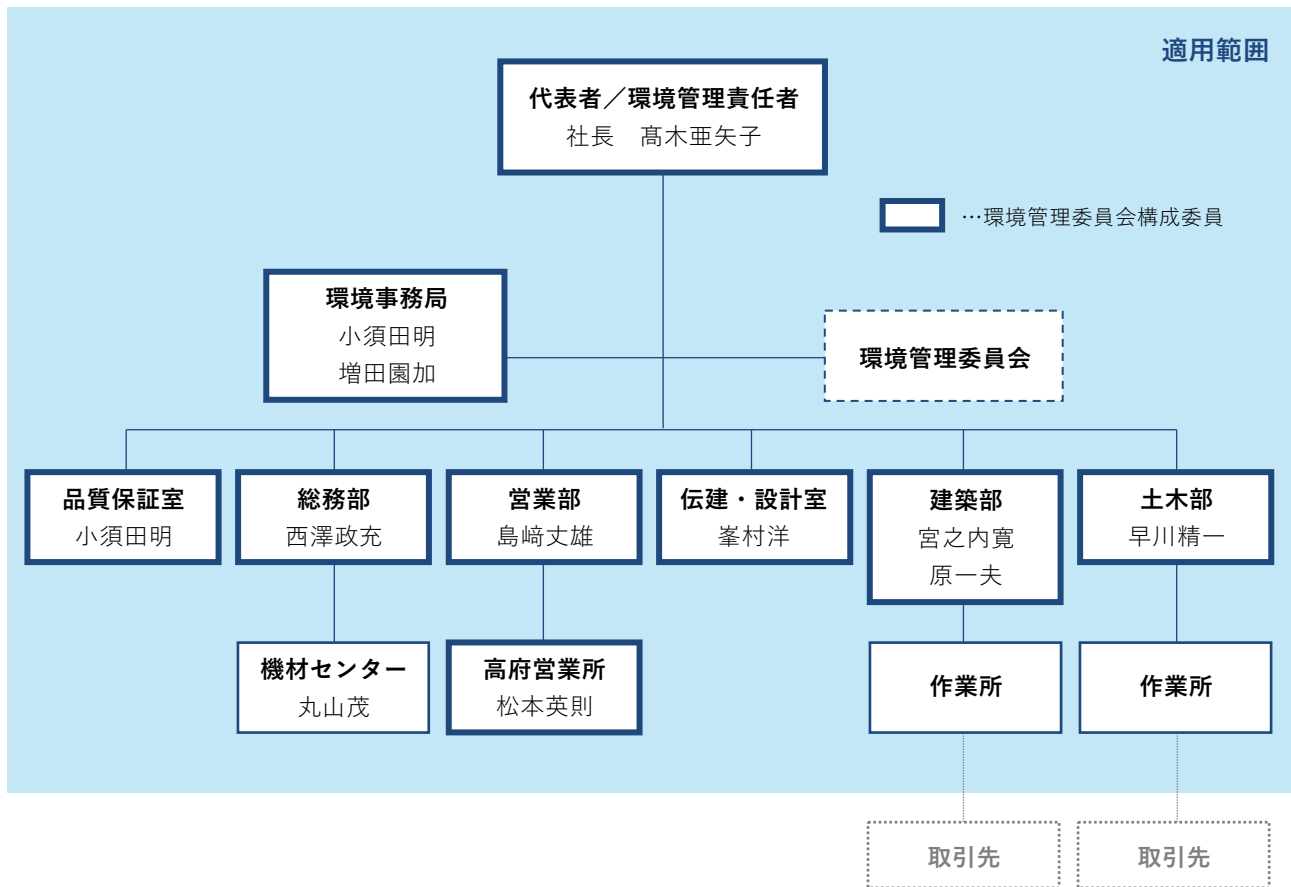 適用範囲
代表者／環境管理責任者
社長　髙木亜矢子
…環境管理委員会構成委員
環境事務局
小須田明
増田園加
環境管理委員会
品質保証室
小須田明
総務部
西澤政充
営業部
島﨑丈雄
伝建・設計室
峯村洋
建築部
宮之内寛
原一夫
土木部
早川精一
機材センター
丸山茂
高府営業所
松本英則
作業所
作業所
取引先
取引先